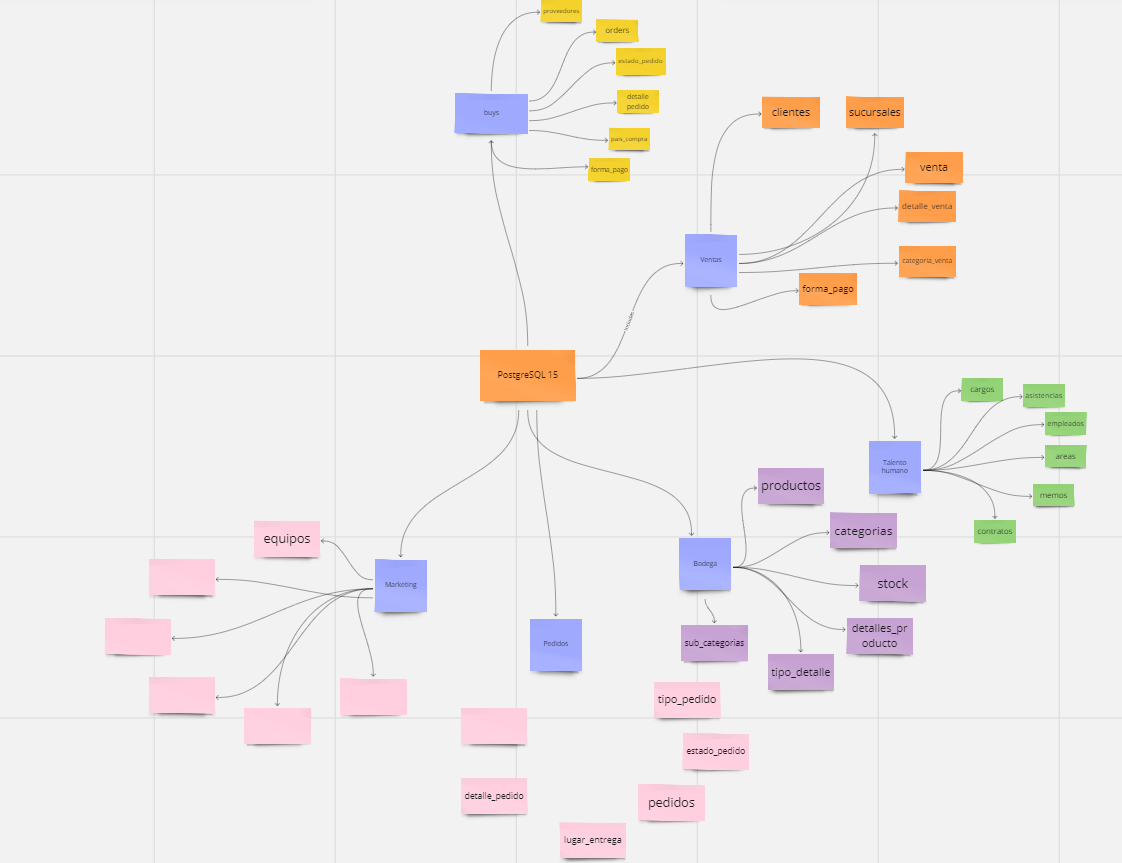 proveedores
orders
estado_pedido
detalle
pedido
pais_compra
forma_pago
buys
clientes
sucursales
venta
detalle_venta
categoria_venta
forma_pago
Ventas
PostgreSQL 15
cargos
asistencias
empleados
areas
memos
contratos
Talento
humano
productos
categorias
stock
detalles_pr
oducto
tipo_detalle
sub_categorias
Bodega
equipos
Marketing
Pedidos
tipo_pedido
estado_pedido
detalle_pedido
pedidos
lugar_entrega